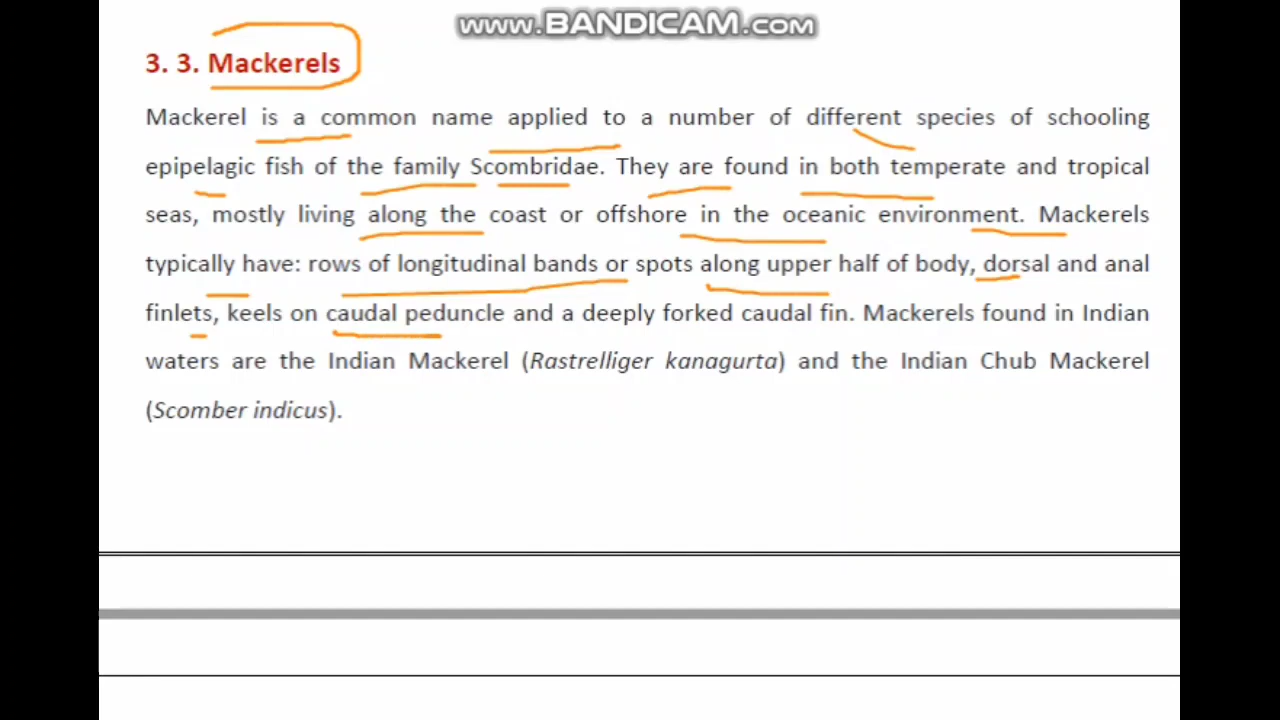 www.BANDICAM.com
3. 3. Mackerels
Mackerel is a common name applied to a number of different species of schooling
epipelagic fish of the family Scombridae. They are found in both temperate and tropical
seas, mostly living along the coast or offshore in the oceanic environment. Mackerels
typically have: rows of longitudinal bands or spots along upper half of body, dorsal and anal
finlets, keels on caudal peduncle and a deeply forked caudal fin. Mackerels found in Indian
waters are the Indian Mackerel (Rastrelliger kanagurta) and the Indian Chub Mackerel
(Scomber indicus).